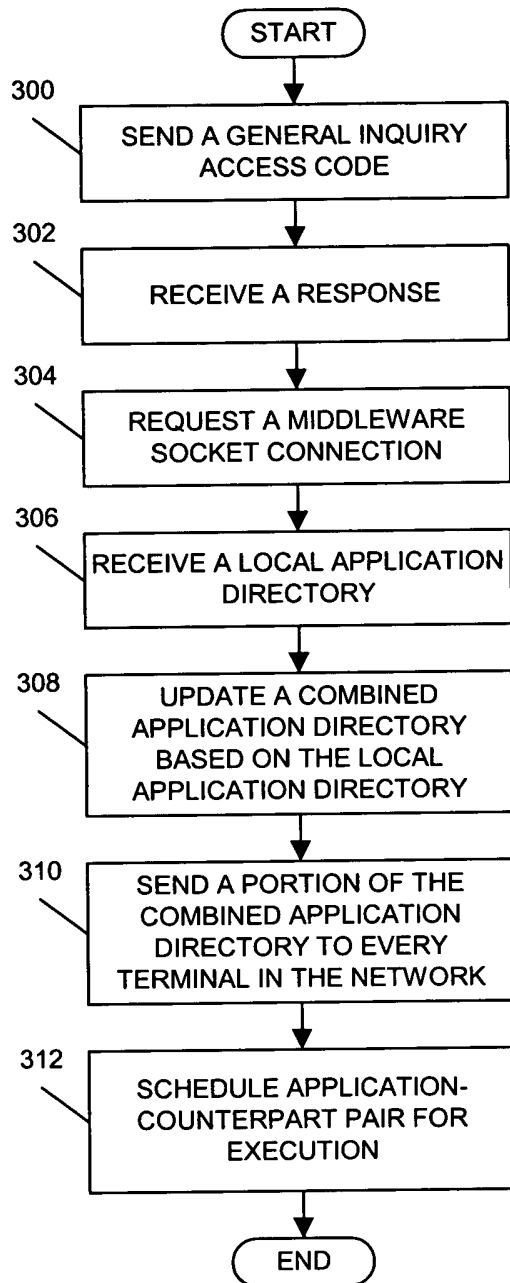 START
300
SEND A GENERAL INQUIRY
ACCESS CODE
302
RECEIVE A RESPONSE
304
REQUEST A MIDDLEWARE
SOCKET CONNECTION
306
RECEIVE A LOCAL APPLICATION
DIRECTORY
308
UPDATE A COMBINED
APPLICATION DIRECTORY
BASED ON THE LOCAL
APPLICATION DIRECTORY
310
SEND A PORTION OF THE
COMBINED APPLICATION
DIRECTORY TO EVERY
TERMINAL IN THE NETWORK
312
SCHEDULE APPLICATION-
COUNTERPART PAIR FOR
EXECUTION
END